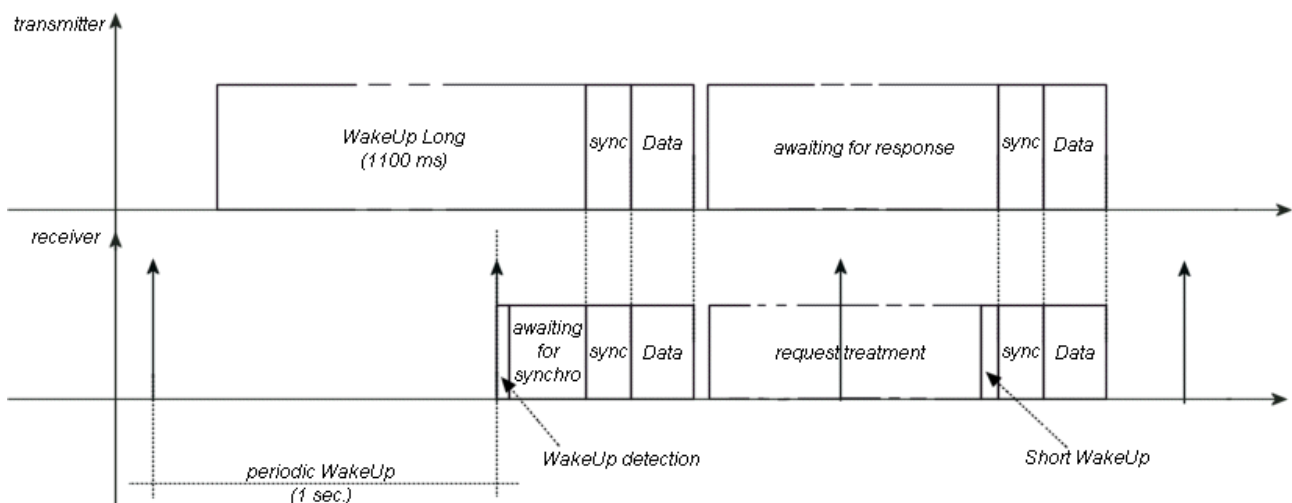 transmitter
WakeUp Long
(1100 ms)
sync
Data
awaiting for response
sync
Data
receiver
awaiting
for
synchro
sync
Data
request treatment
sync
Data
WakeUp detection
Short WakeUp
periodic WakeUp
(1 sec.)